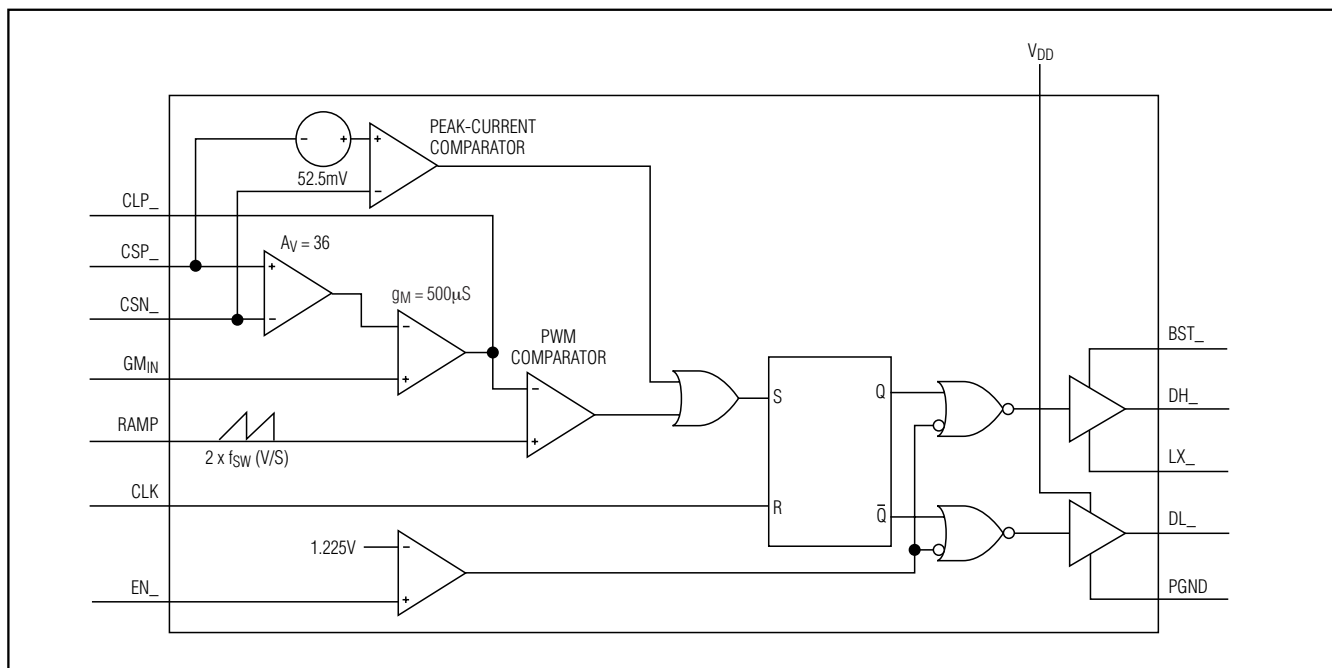 V_DD
PEAK-CURRENT
COMPARATOR
- +
+
-
52.5mV
CLP_
A_V = 36
CSP_
+
CSN_
-
g_M = 500µS
-
+
PWM
COMPARATOR
-
+
GM_IN
RAMP
2 x f_SW (V/S)
CLK
S
Q
R
Q̅
1.225V
-
+
EN_
BST_
DH_
LX_
DL_
PGND